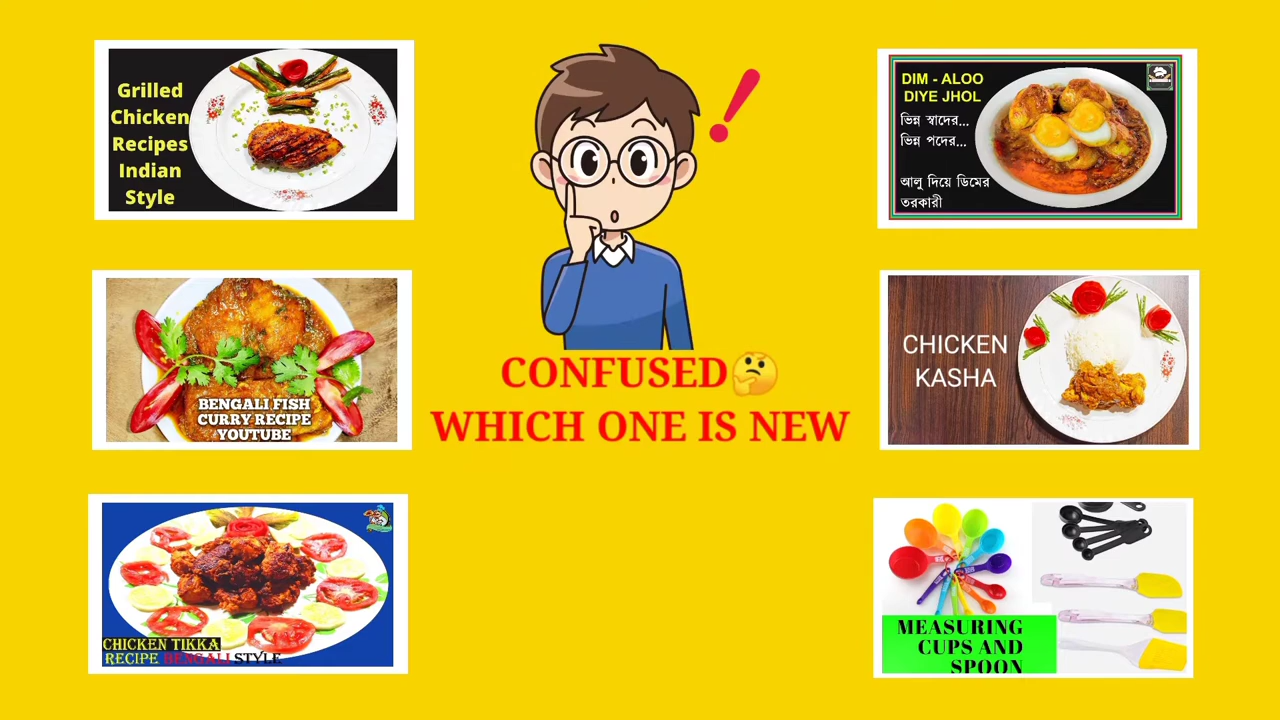 Grilled
Chicken
Recipes
Indian
Style
DIM - ALOO
DIYE JHOL
ভিন্ন স্বাদের...
ভিন্ন পদের...
আলু দিয়ে ডিমের
তরকারী
BENGALI FISH
CURRY RECIPE
YOUTUBE
CONFUSED🤔
WHICH ONE IS NEW
CHICKEN
KASHA
CHICKEN TIKKA
RECIPE BENGALI STYLE
MEASURING
CUPS AND
SPOON